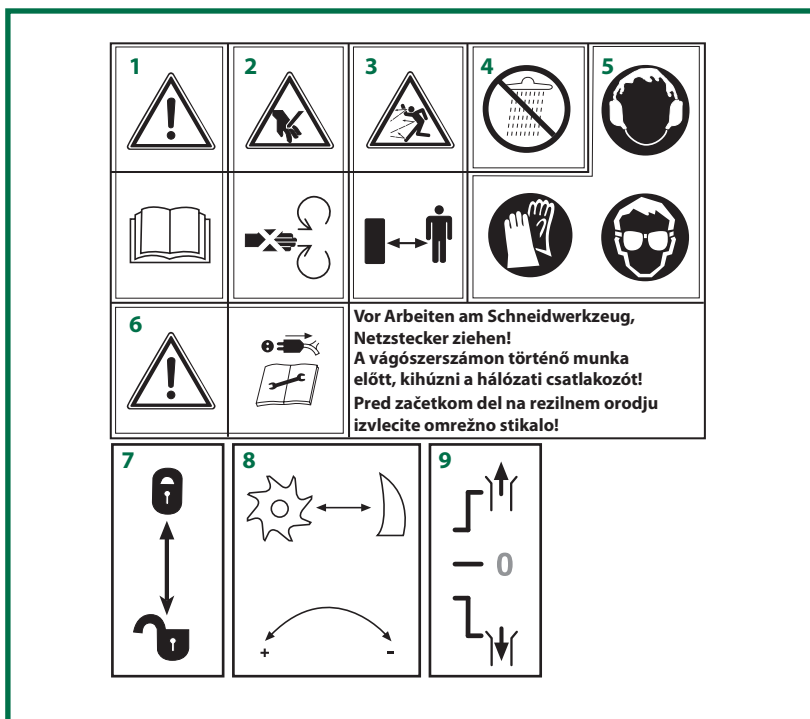 1
2
3
4
5
6
Vor Arbeiten am Schneidwerkzeug,
Netzstecker ziehen!
A vágószerszámon történő munka
előtt, kihúzni a hálózati csatlakozót!
Pred začetkom del na rezilnem orodju
izvlecite omrežno stikalo!
7
8
+ -
9
0